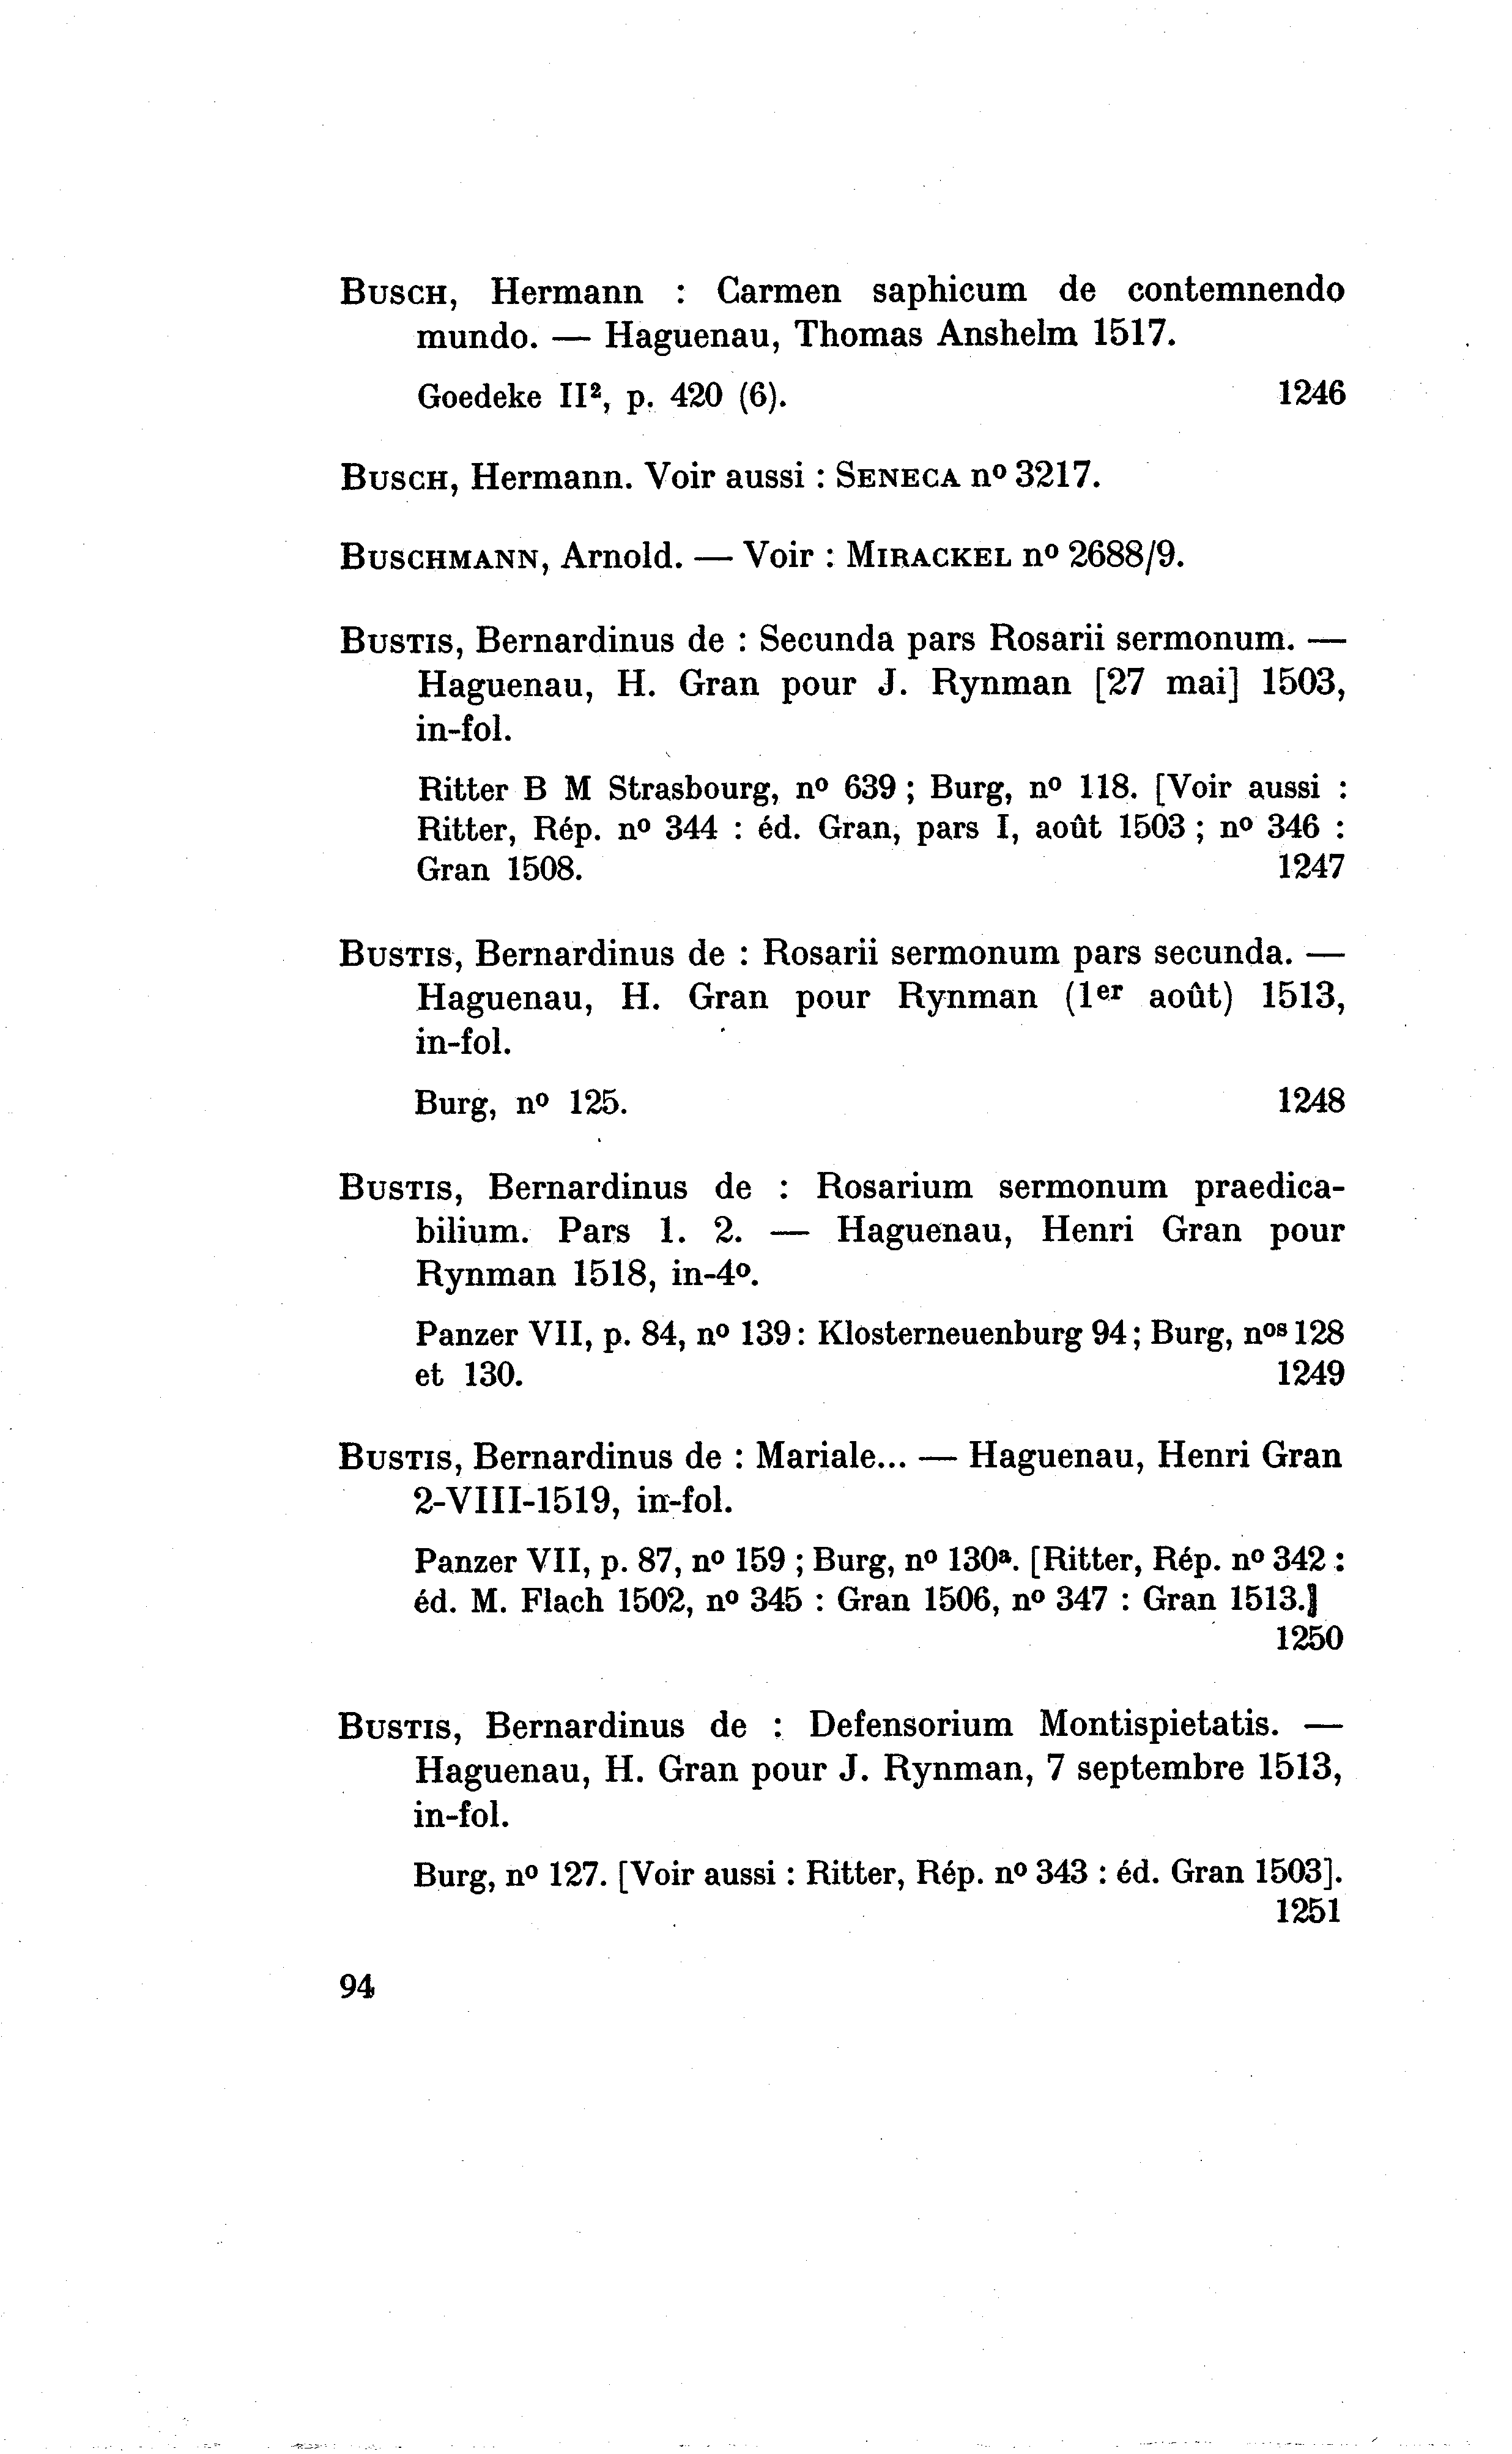 BUSCH, Hermann : Carmen saphicum de contemnendo
mundo. — Haguenau, Thomas Anshelm 1517.
Goedeke II², p. 420 (6). 1246
BUSCH, Hermann. Voir aussi : SENECA nº 3217.
BUSCHMANN, Arnold. — Voir : MIRACKEL nº 2688/9.
BUSTIS, Bernardinus de : Secunda pars Rosarii sermonum. —
Haguenau, H. Gran pour J. Rynman [27 mai] 1503,
in-fol.
Ritter B M Strasbourg, nº 639 ; Burg, nº 118. [Voir aussi :
Ritter, Rép. nº 344 : éd. Gran, pars I, août 1503 ; nº 346 :
Gran 1508. 1247
BUSTIS, Bernardinus de : Rosarii sermonum pars secunda. —
Haguenau, H. Gran pour Rynman (1er août) 1513,
in-fol.
Burg, nº 125. 1248
BUSTIS, Bernardinus de : Rosarium sermonum praedica-
bilium. Pars 1. 2. — Haguenau, Henri Gran pour
Rynman 1518, in-4º.
Panzer VII, p. 84, nº 139 : Klosterneuenburg 94 ; Burg, nos 128
et 130. 1249
BUSTIS, Bernardinus de : Mariale... — Haguenau, Henri Gran
2-VIII-1519, in-fol.
Panzer VII, p. 87, nº 159 ; Burg, nº 130ª. [Ritter, Rép. nº 342 :
éd. M. Flach 1502, nº 345 : Gran 1506, nº 347 : Gran 1513.]
1250
BUSTIS, Bernardinus de : Defensorium Montispietatis. —
Haguenau, H. Gran pour J. Rynman, 7 septembre 1513,
in-fol.
Burg, nº 127. [Voir aussi : Ritter, Rép. nº 343 : éd. Gran 1503].
1251
94